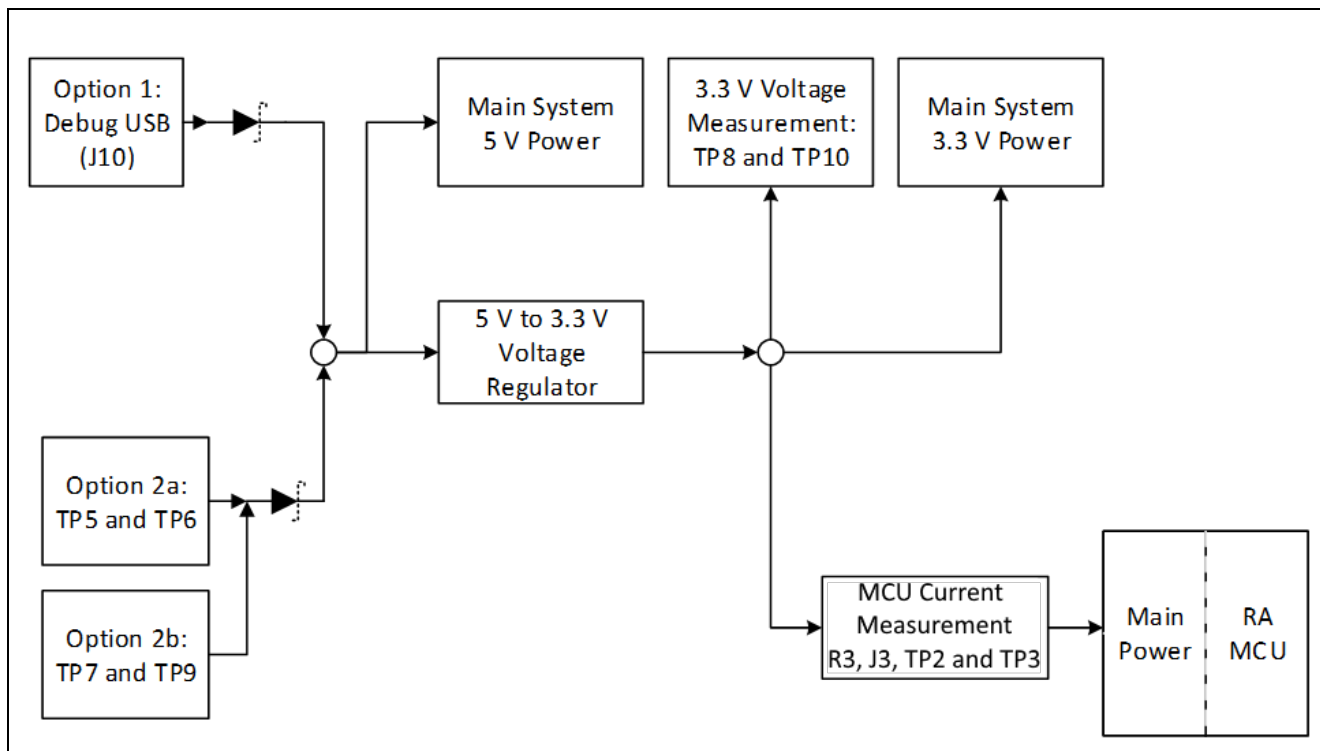 Option 1:
Debug USB
(J10)
Main System
5 V Power
3.3 V Voltage
Measurement:
TP8 and TP10
Main System
3.3 V Power
5 V to 3.3 V
Voltage
Regulator
Option 2a:
TP5 and TP6
Option 2b:
TP7 and TP9
MCU Current
Measurement
R3, J3, TP2 and TP3
Main
Power
RA
MCU